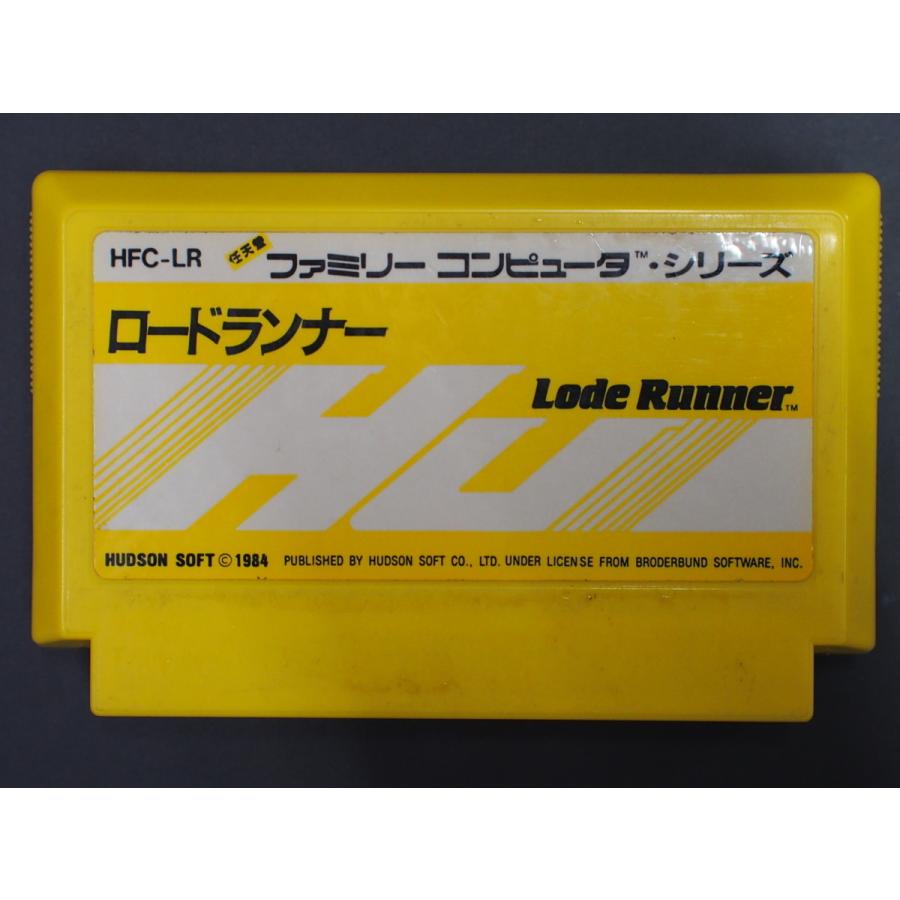 HFC-LR 任天堂 ファミリー コンピュータ™・シリーズ
ロードランナー
Lode Runner™
HU
HUDSON SOFT © 1984 PUBLISHED BY HUDSON SOFT CO., LTD. UNDER LICENSE FROM BRODERBUND SOFTWARE, INC.